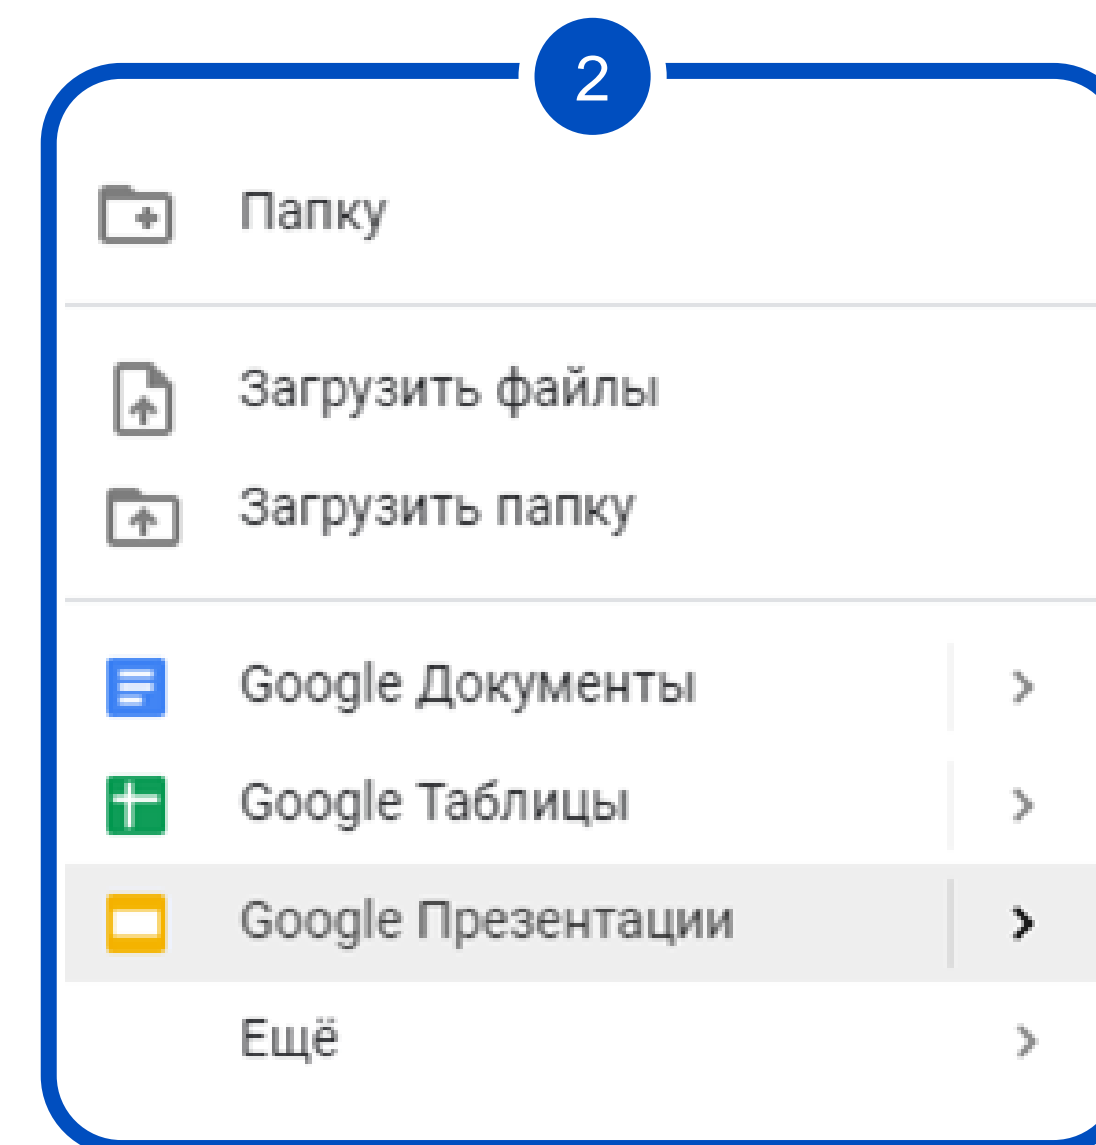 2
Папку
Загрузить файлы
Загрузить папку
Google Документы
Google Таблицы
Google Презентации
Ещё